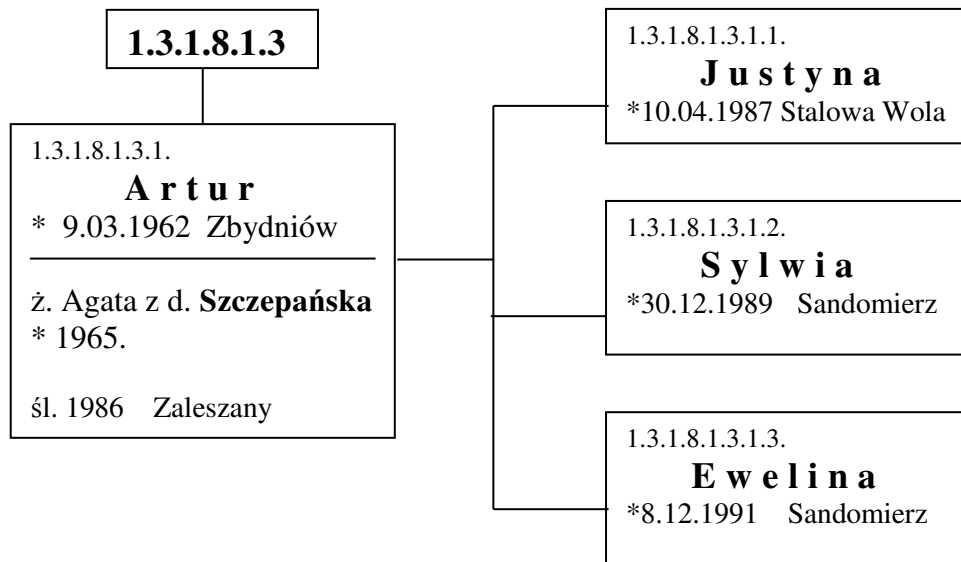 1.3.1.8.1.3
1.3.1.8.1.3.1.
A r t u r
* 9.03.1962 Zbydniów
ż. Agata z d. Szczepańska
* 1965.
śl. 1986 Zaleszany
1.3.1.8.1.3.1.1.
J u s t y n a
*10.04.1987 Stalowa Wola
1.3.1.8.1.3.1.2.
S y l w i a
*30.12.1989 Sandomierz
1.3.1.8.1.3.1.3.
E w e l i n a
*8.12.1991 Sandomierz